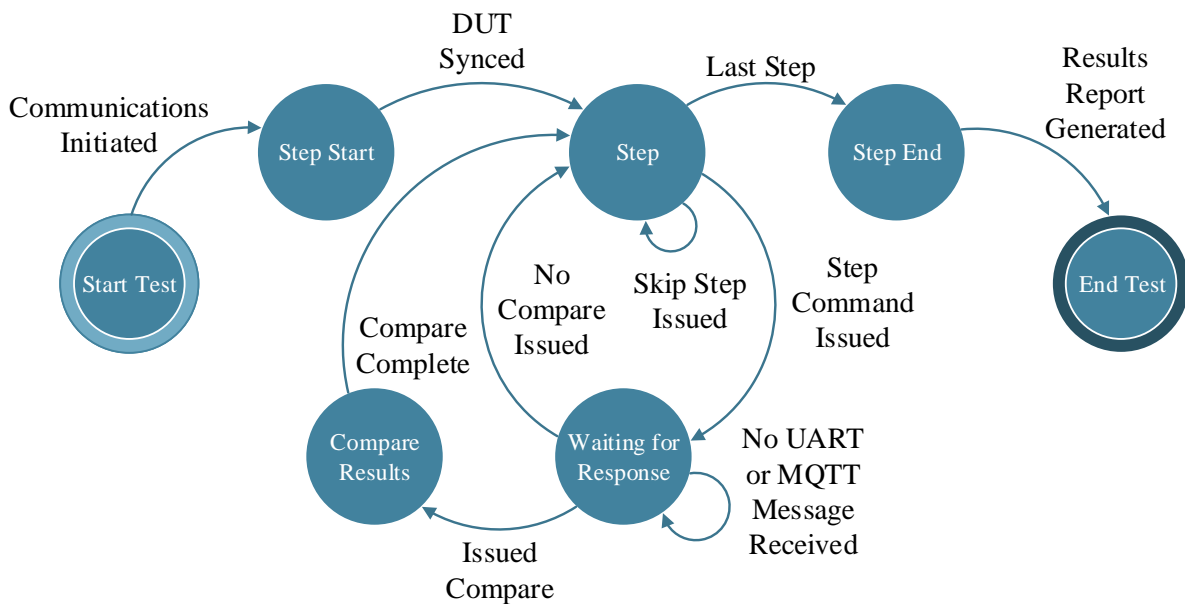 DUT
Synced
Last Step
Results
Report
Generated
Communications
Initiated
Step Start
Step
Step End
Start Test
No
Compare
Issued
Skip Step
Issued
Step
Command
Issued
End Test
Compare
Complete
Compare
Results
Waiting for
Response
No UART
or MQTT
Message
Received
Issued
Compare